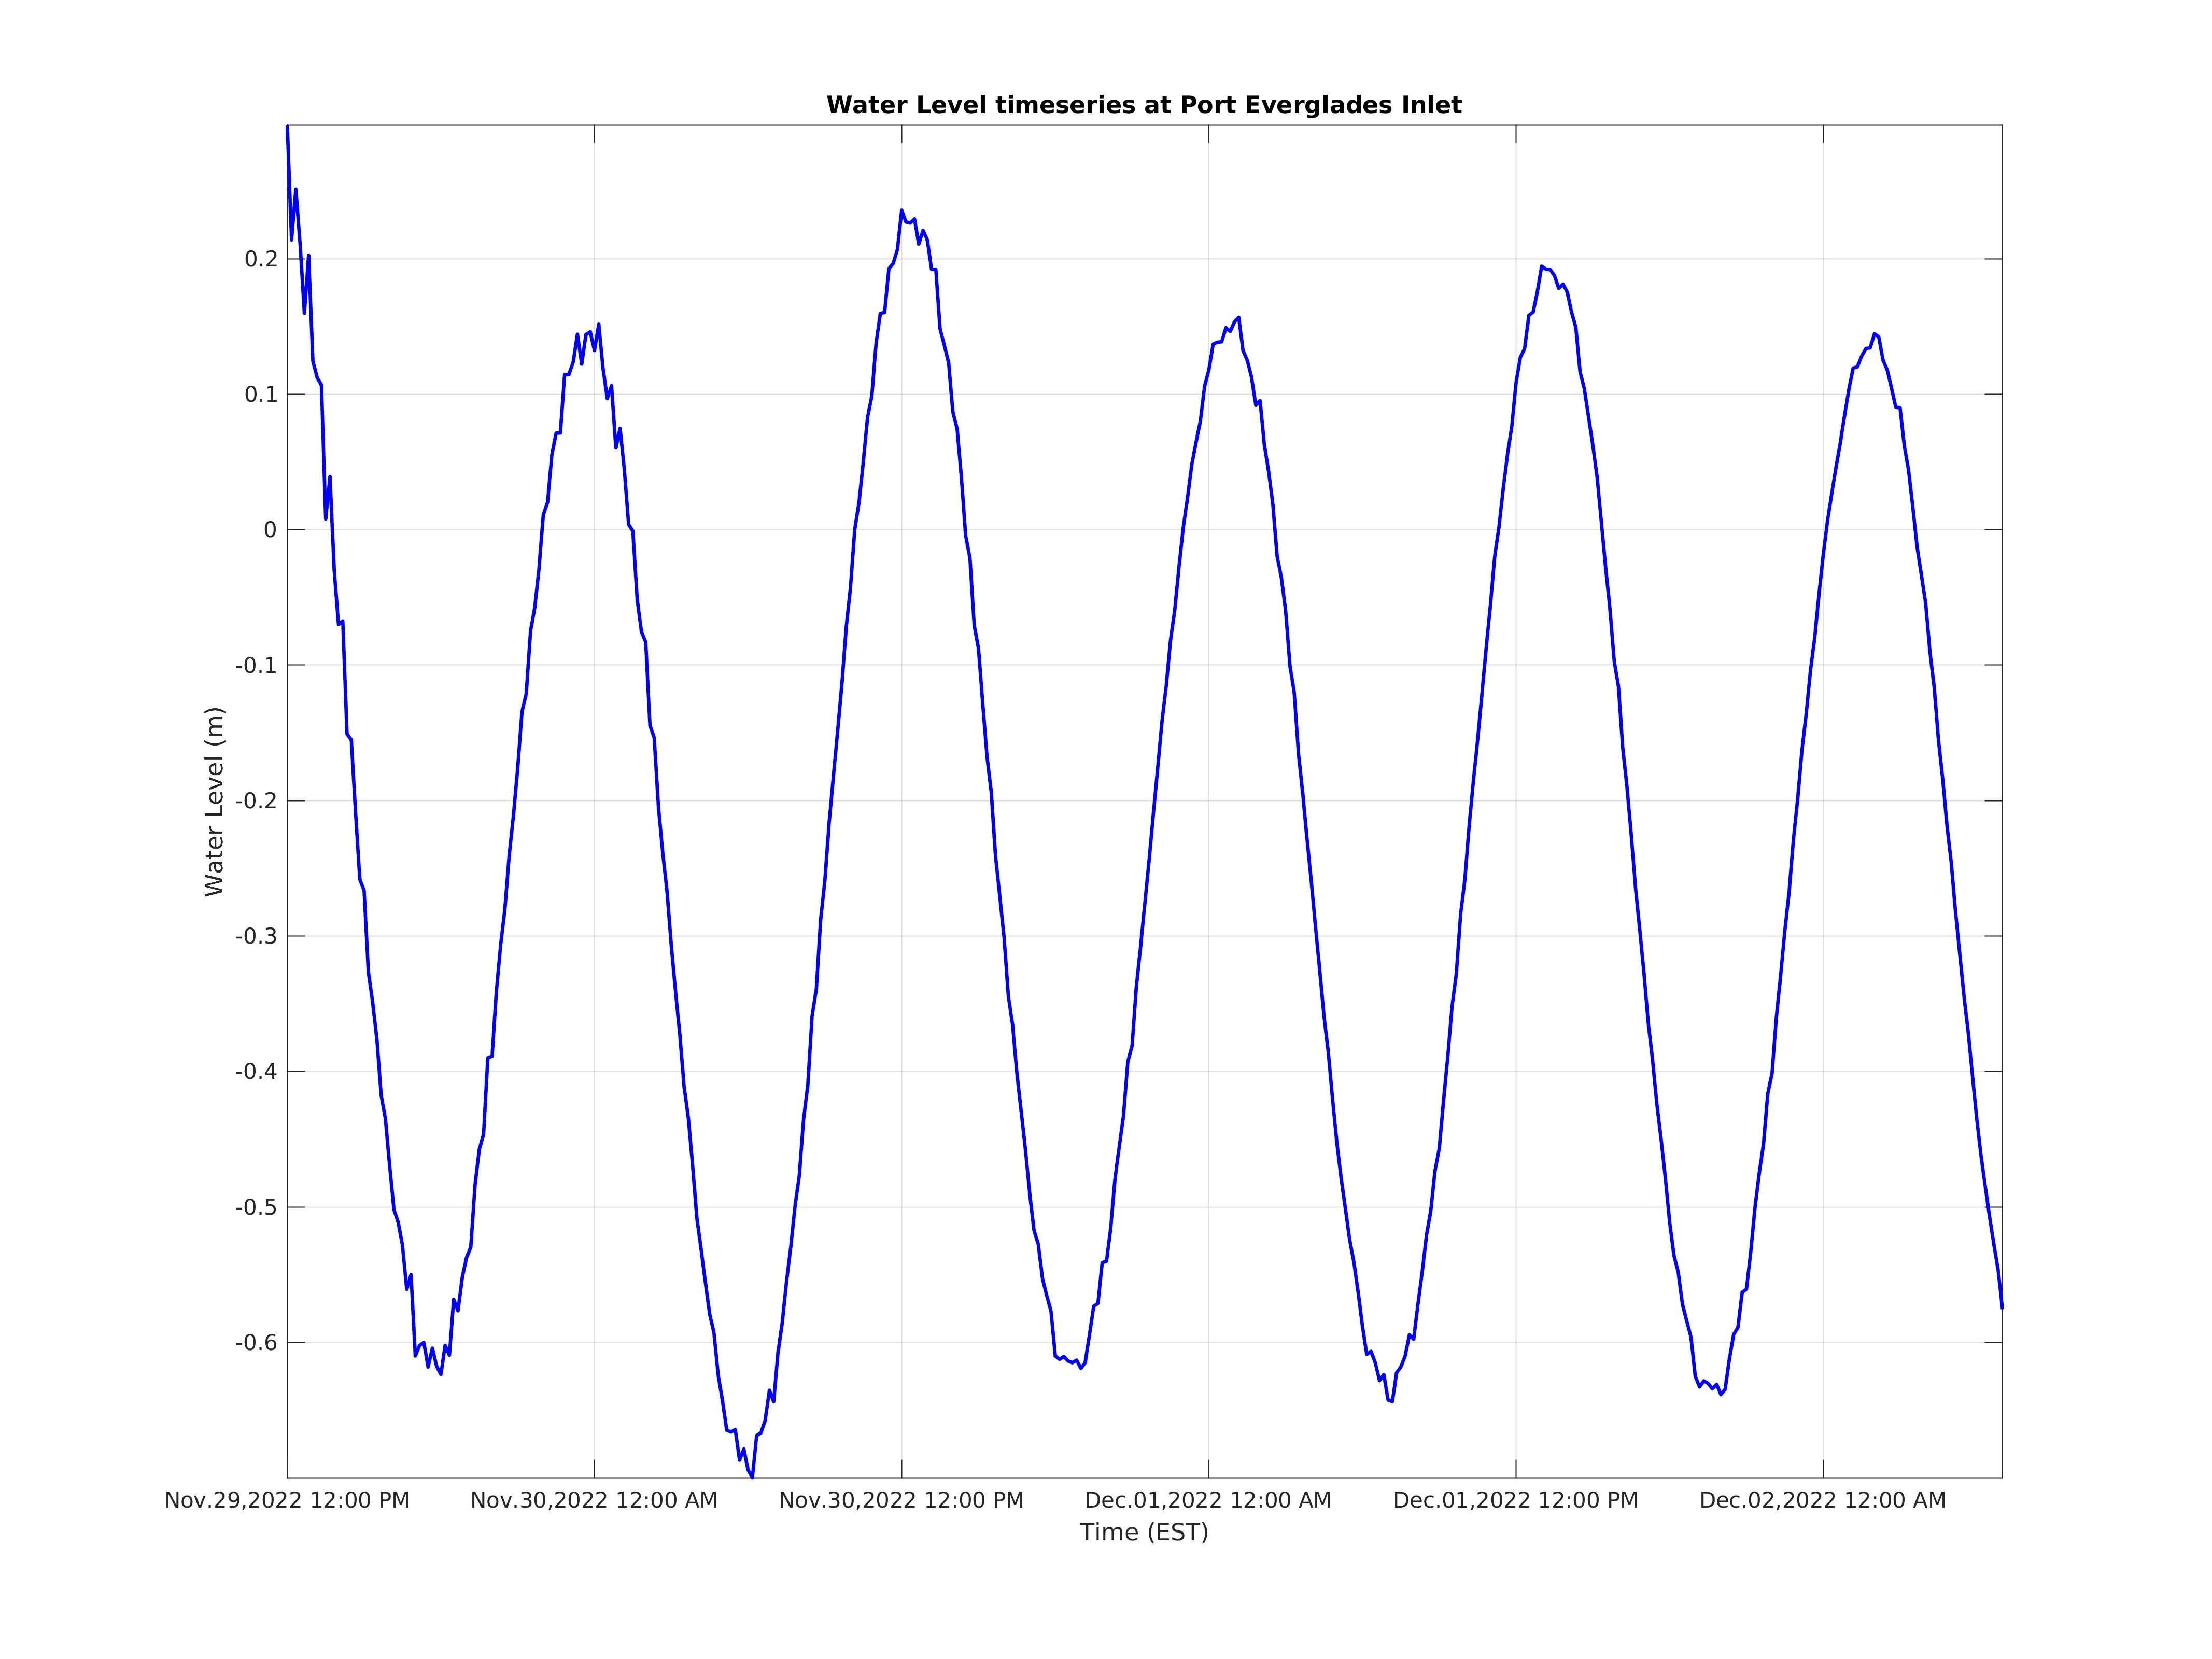 Water Level timeseries at Port Everglades Inlet
0.2
0.1
0
-0.1
-0.2
-0.3
-0.4
-0.5
-0.6
Water Level (m)
Nov.29,2022 12:00 PM
Nov.30,2022 12:00 AM
Nov.30,2022 12:00 PM
Dec.01,2022 12:00 AM
Dec.01,2022 12:00 PM
Dec.02,2022 12:00 AM
Time (EST)